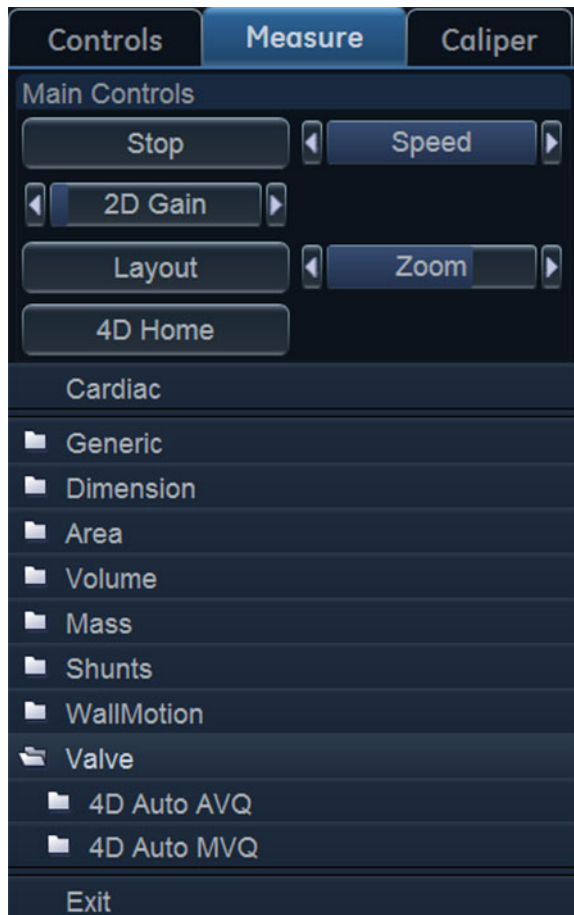 Controls Measure Caliper
Main Controls
Stop Speed
2D Gain
Layout Zoom
4D Home
Cardiac
Generic
Dimension
Area
Volume
Mass
Shunts
WallMotion
Valve
4D Auto AVQ
4D Auto MVQ
Exit